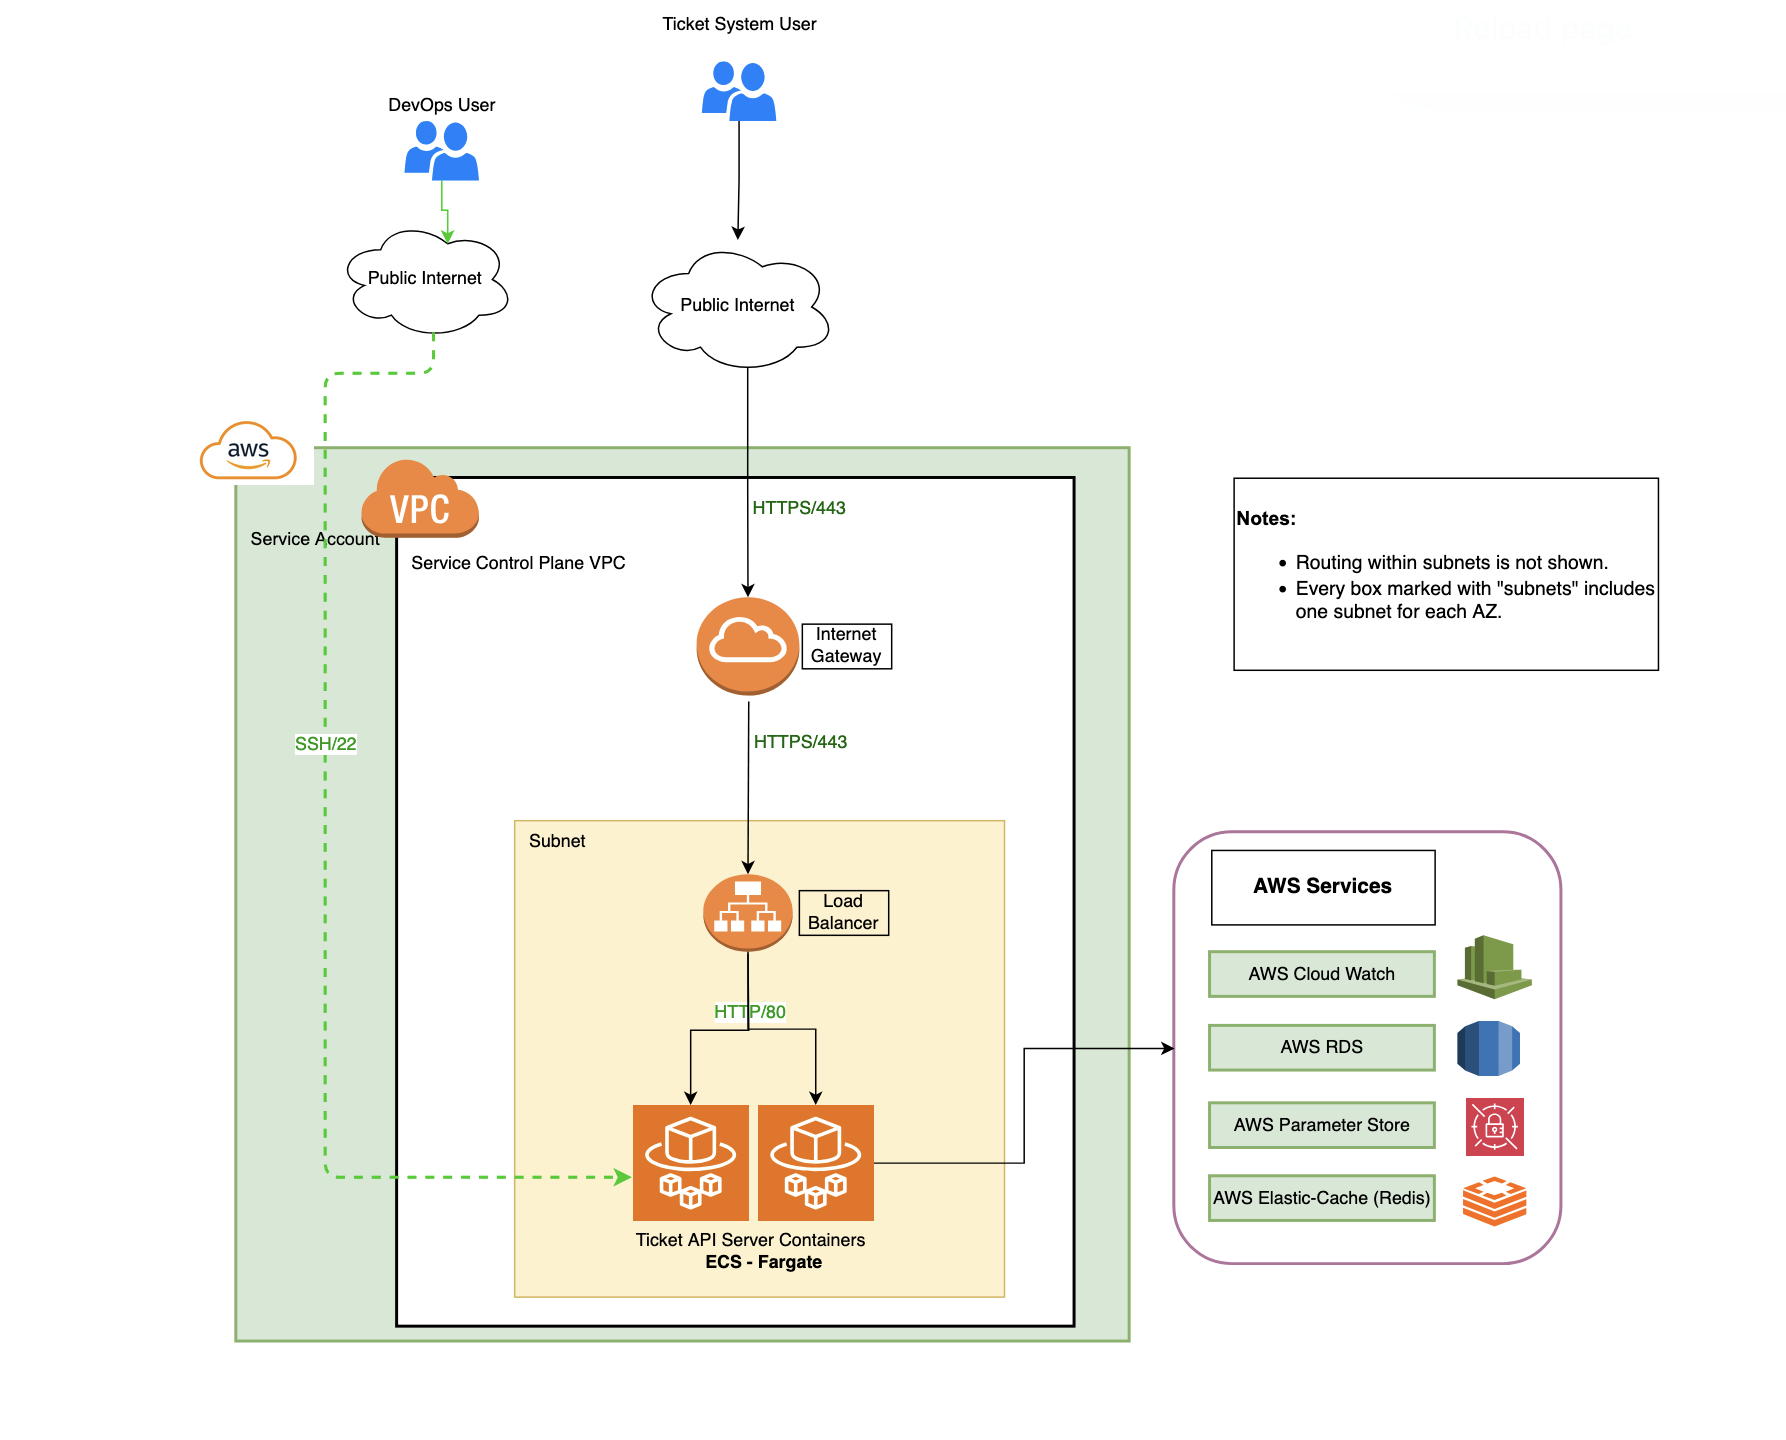 Ticket System User
DevOps User
Public Internet
Public Internet
aws
VPC
Service Account
Service Control Plane VPC
HTTPS/443
Internet
Gateway
HTTPS/443
SSH/22
Subnet
Load
Balancer
HTTP/80
Ticket API Server Containers
ECS - Fargate
Notes:
• Routing within subnets is not shown.
• Every box marked with "subnets" includes
one subnet for each AZ.
AWS Services
AWS Cloud Watch
AWS RDS
AWS Parameter Store
AWS Elastic-Cache (Redis)